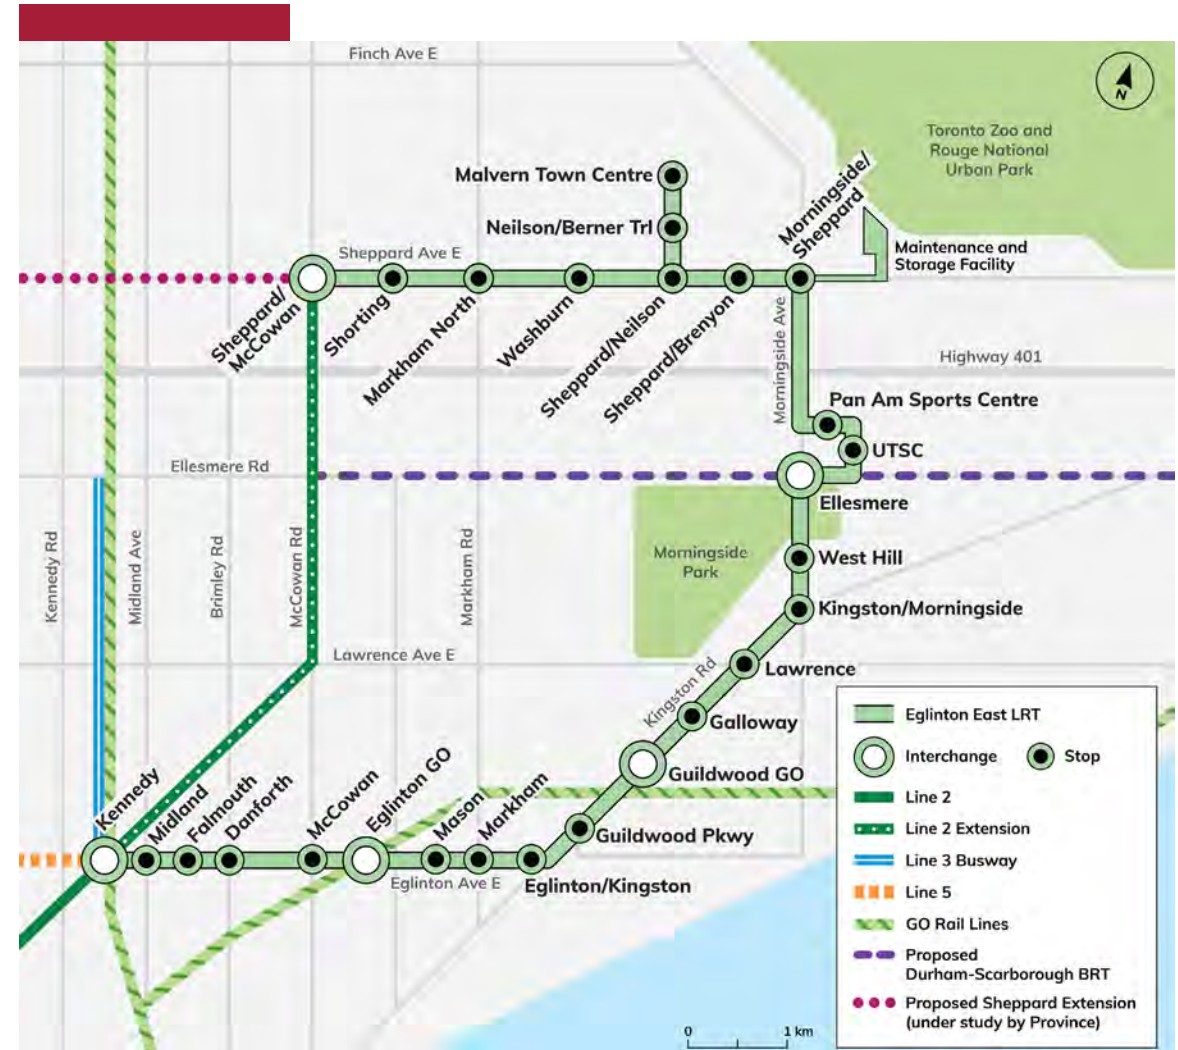 Finch Ave E
N
Toronto Zoo and
Rouge National
Urban Park
Malvern Town Centre
Neilson/Berner Trl
Morningside/
Sheppard
Sheppard Ave E
Maintenance and
Storage Facility
Sheppard/
McCowan
Shorting
Markham North
Washburn
Sheppard/Neilson
Sheppard/Brenyon
Morningside Ave
Highway 401
Pan Am Sports Centre
UTSC
Ellesmere Rd
Ellesmere
Kennedy Rd
Midland Ave
Brimley Rd
McCowan Rd
Markham Rd
Morningside
Park
West Hill
Kingston/Morningside
Lawrence Ave E
Lawrence
Kingston Rd
Galloway
Guildwood GO
Kennedy
Midland
Falmouth
Danforth
McCowan
Eglinton GO
Mason
Markham
Guildwood Pkwy
Eglinton Ave E
Eglinton/Kingston
Eglinton East LRT
Interchange
Stop
Line 2
Line 2 Extension
Line 3 Busway
Line 5
GO Rail Lines
Proposed
Durham-Scarborough BRT
Proposed Sheppard Extension
(under study by Province)
0
1 km